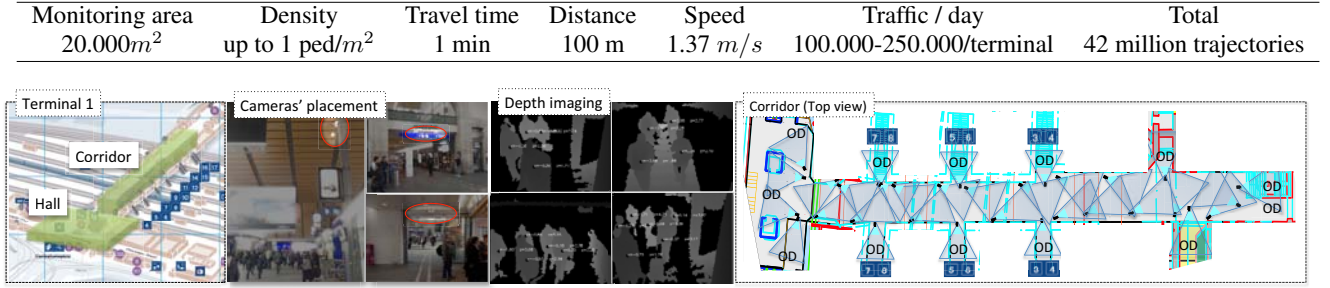 Monitoring area Density Travel time Distance Speed Traffic / day Total
20.000m² up to 1 ped/m² 1 min 100 m 1.37 m/s 100.000-250.000/terminal 42 million trajectories
Terminal 1 Cameras' placement Depth imaging Corridor (Top view)
Corridor
Hall
OD 7 8 5 6 3 4
OD OD OD OD
OD OD
OD
OD OD OD OD OD
7 8 5 6 3 4